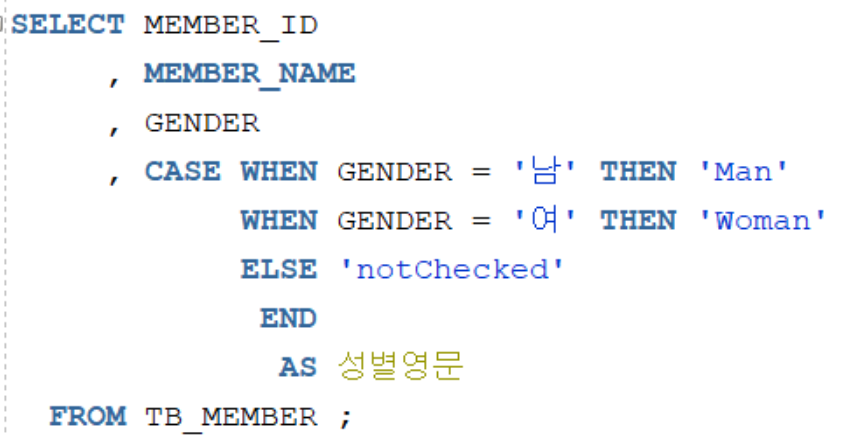 SELECT MEMBER_ID
, MEMBER_NAME
, GENDER
, CASE WHEN GENDER = '남' THEN 'Man'
WHEN GENDER = '여' THEN 'Woman'
ELSE 'notChecked'
END
AS 성별영문
FROM TB_MEMBER ;